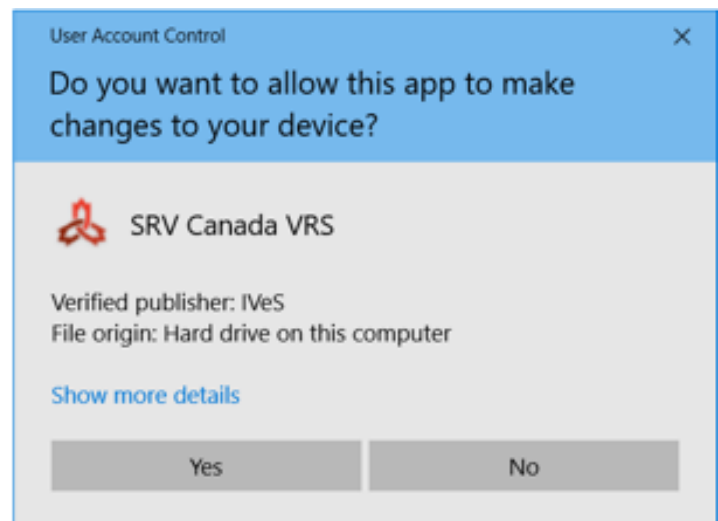 User Account Control
Do you want to allow this app to make
changes to your device?
SRV Canada VRS
Verified publisher: IVeS
File origin: Hard drive on this computer
Show more details
Yes
No